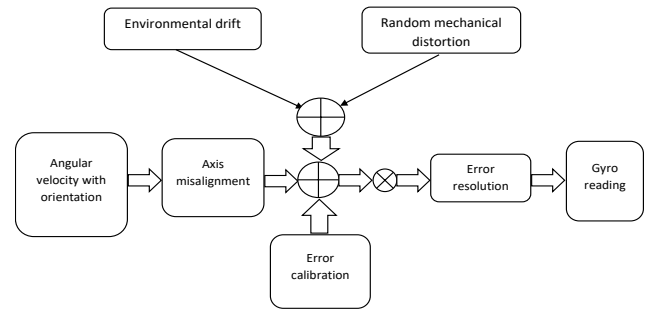 Environmental drift
Random mechanical
distortion
Angular
velocity with
orientation
Axis
misalignment
Error
resolution
Gyro
reading
Error
calibration